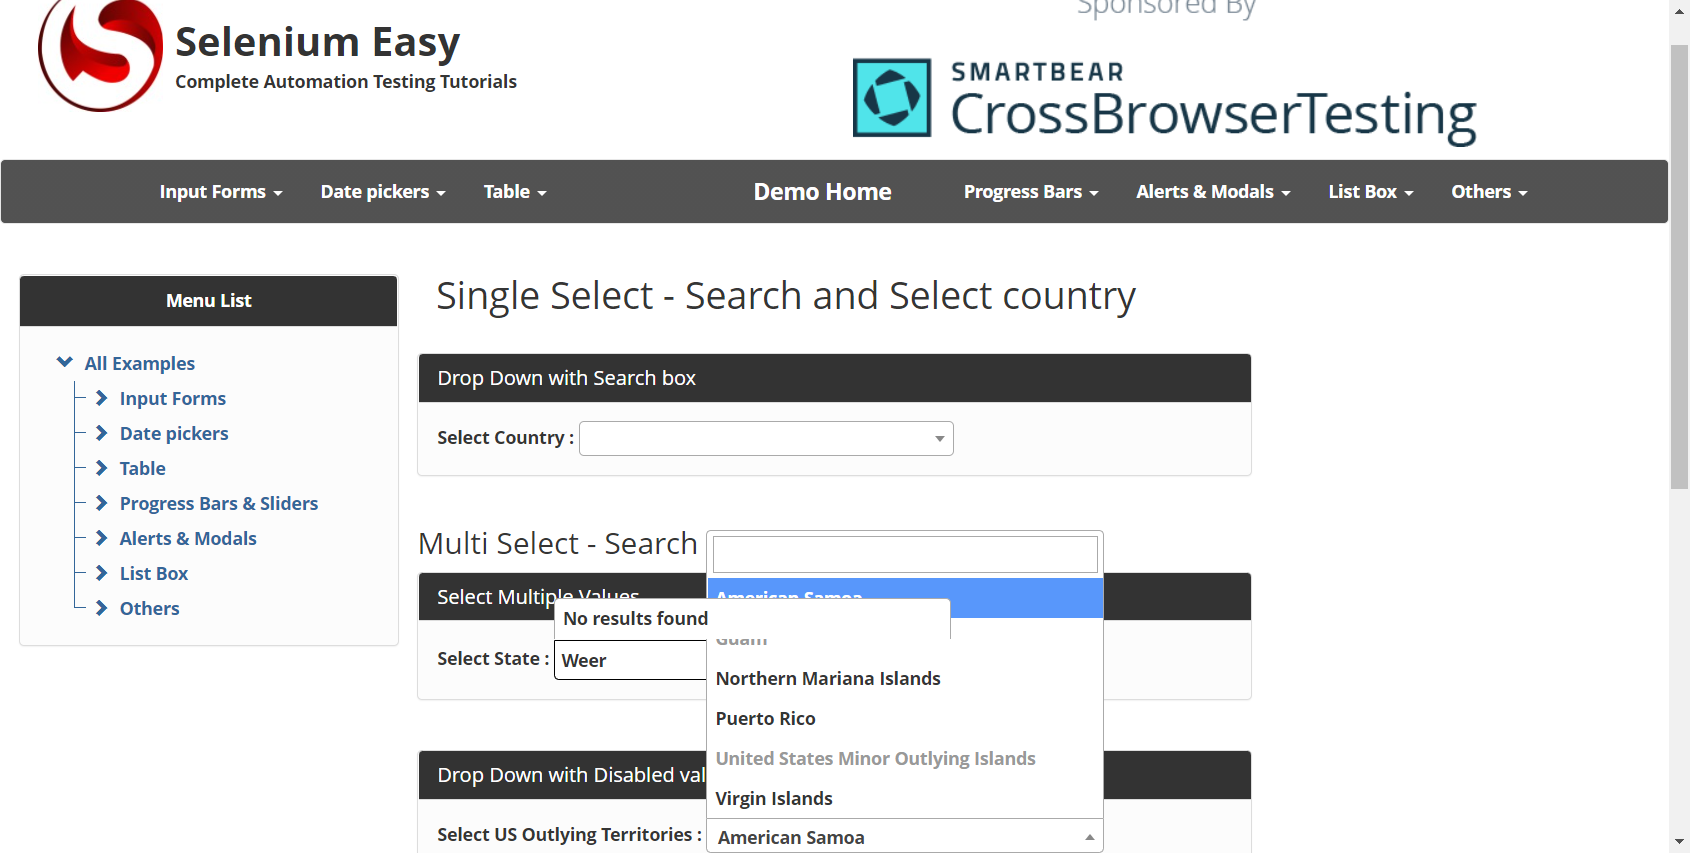 Sponsored By
Selenium Easy
Complete Automation Testing Tutorials
SMARTBEAR
CrossBrowserTesting
Input Forms
Date pickers
Table
Demo Home
Progress Bars
Alerts & Modals
List Box
Others
Menu List
All Examples
Input Forms
Date pickers
Table
Progress Bars & Sliders
Alerts & Modals
List Box
Others
Single Select - Search and Select country
Drop Down with Search box
Select Country :
Multi Select - Search
Select Multiple Values
American Samoa
No results found
Guam
Select State : Weer
Northern Mariana Islands
Puerto Rico
United States Minor Outlying Islands
Virgin Islands
Drop Down with Disabled val
Select US Outlying Territories : American Samoa